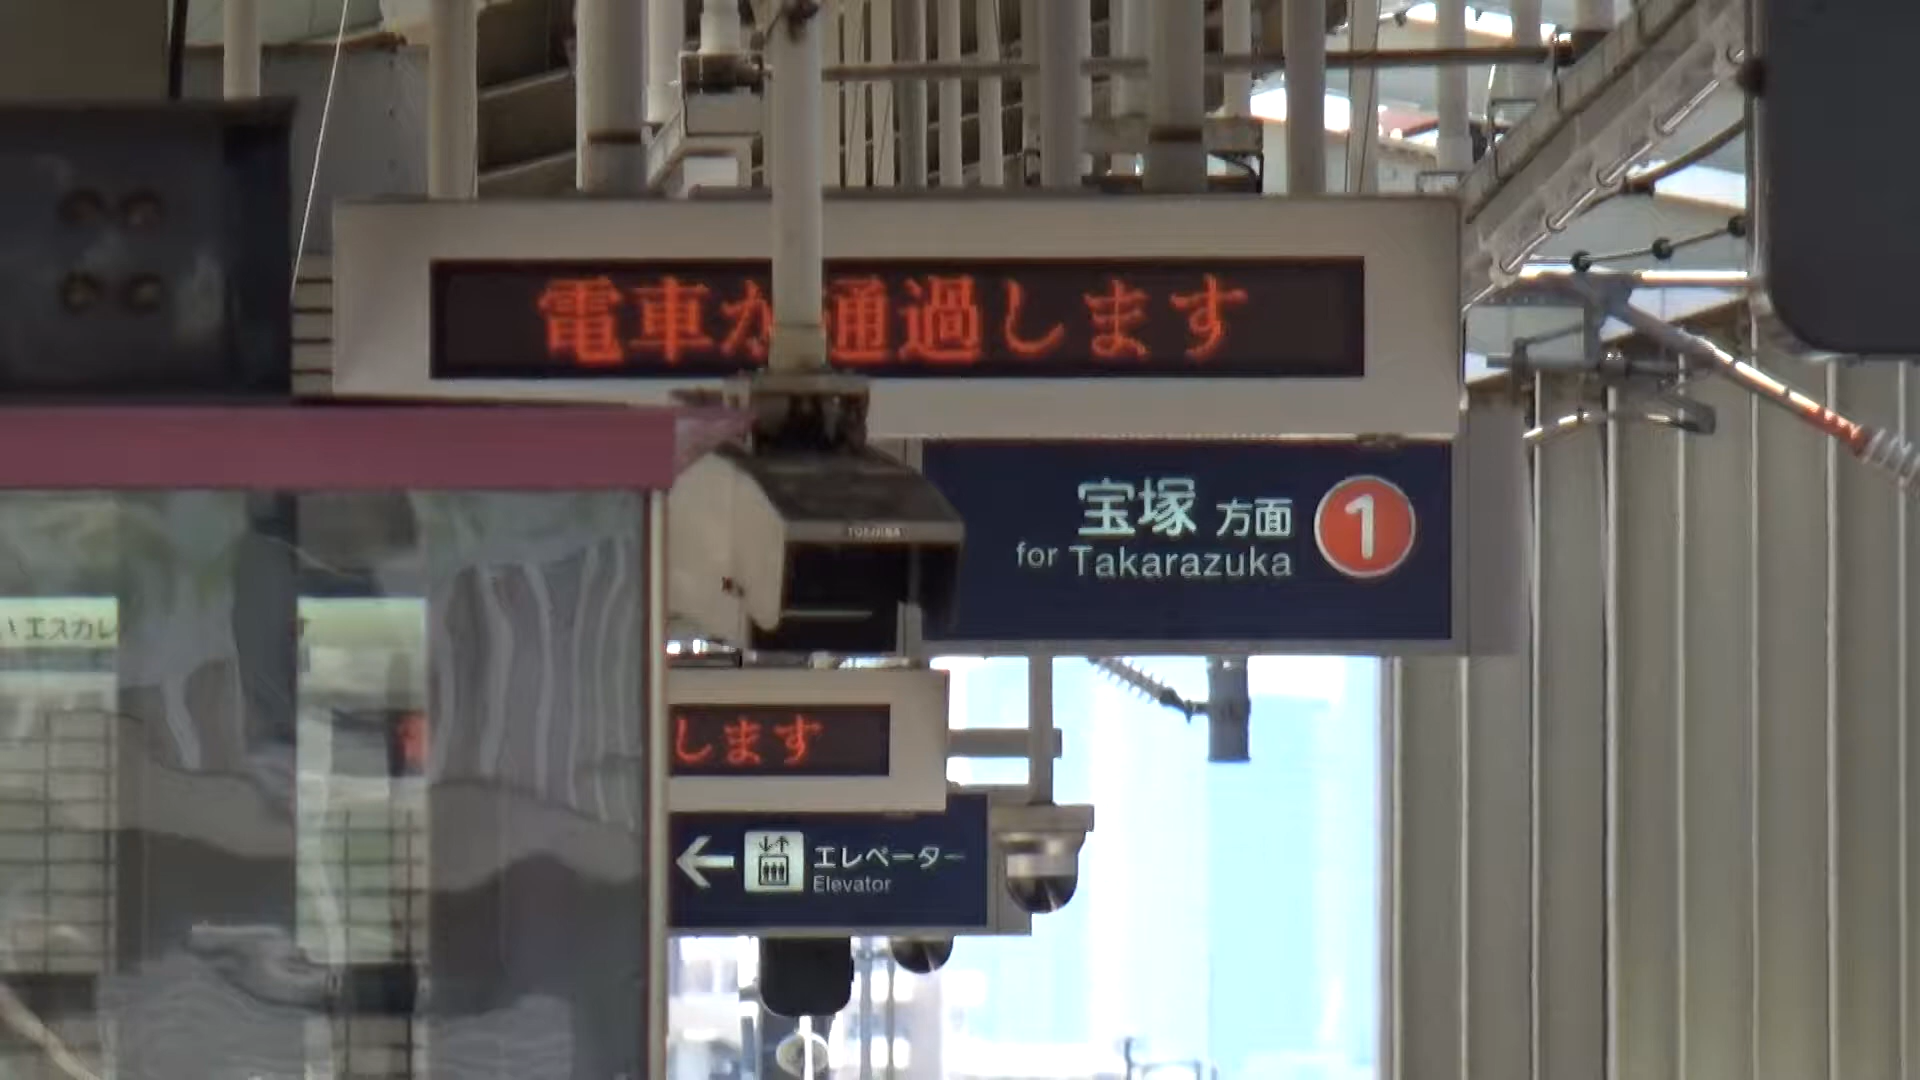 電車が通過します
宝塚 方面 1
for Takarazuka
TOSHIBA
エスカレ
します
エレベーター
Elevator